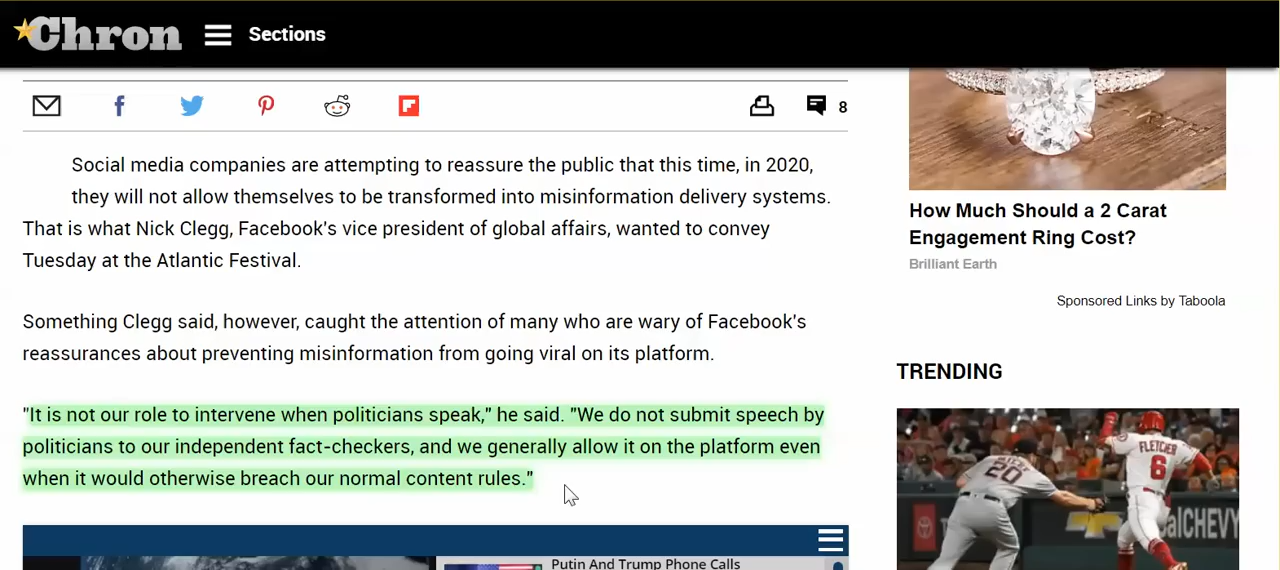 Chron
Sections
8
Social media companies are attempting to reassure the public that this time, in 2020,
they will not allow themselves to be transformed into misinformation delivery systems.
That is what Nick Clegg, Facebook's vice president of global affairs, wanted to convey
Tuesday at the Atlantic Festival.
Something Clegg said, however, caught the attention of many who are wary of Facebook's
reassurances about preventing misinformation from going viral on its platform.
"It is not our role to intervene when politicians speak," he said. "We do not submit speech by
politicians to our independent fact-checkers, and we generally allow it on the platform even
when it would otherwise breach our normal content rules."
Putin And Trump Phone Calls
How Much Should a 2 Carat
Engagement Ring Cost?
Brilliant Earth
Sponsored Links by Taboola
TRENDING
FLETCHER
6
20
CHEVY